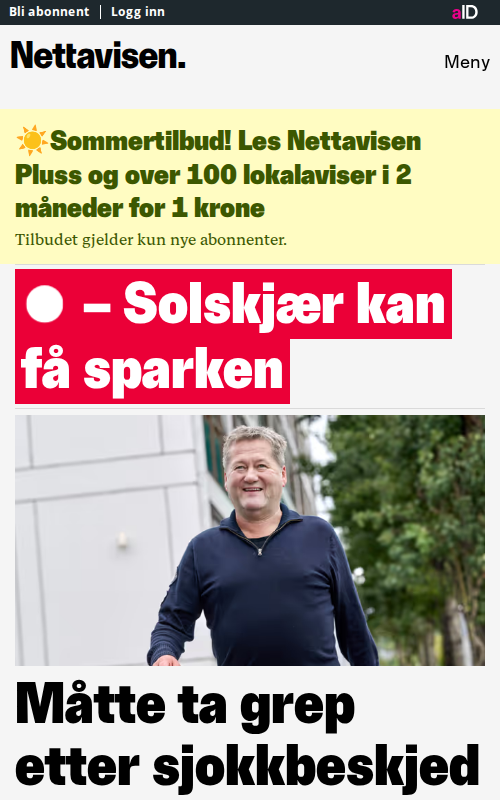 Bli abonnent | Logg inn
aID
Nettavisen.
Meny
☀️Sommertilbud! Les Nettavisen
Pluss og over 100 lokalaviser i 2
måneder for 1 krone
Tilbudet gjelder kun nye abonnenter.
– Solskjær kan
få sparken
Måtte ta grep
etter sjokkbeskjed